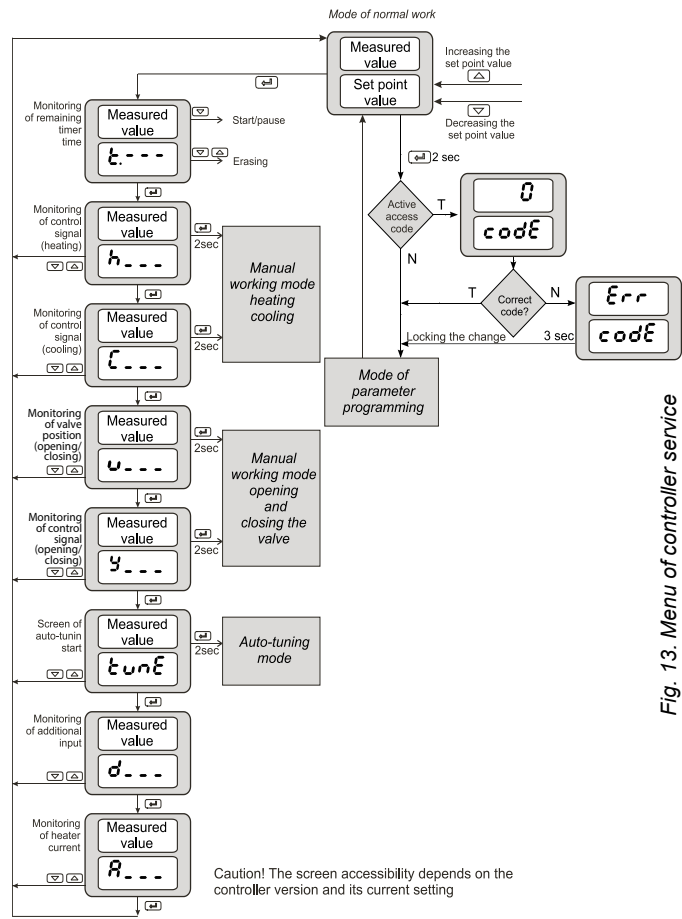 Mode of normal work
Measured
value
Set point
value
Increasing the
set point value
Decreasing the
set point value
Monitoring
of remaining
timer
time
Measured
value
t.---
Start/pause
Erasing
2 sec
Active
access
code
T
N
0
codE
Correct
code?
T
N
Err
codE
Locking the change
3 sec
Mode of
parameter
programming
Monitoring
of control
signal
(heating)
Measured
value
h___
2sec
Manual
working mode
heating
cooling
Monitoring
of control
signal
(cooling)
Measured
value
C___
2sec
Monitoring
of valve
position
(opening/
closing)
Measured
value
u___
2sec
Manual
working mode
opening
and
closing the
valve
Monitoring
of control
signal
(opening/
closing)
Measured
value
y___
2sec
Screen of
auto-tunin
start
Measured
value
tunE
2sec
Auto-tuning
mode
Monitoring
of additional
input
Measured
value
d___
Monitoring
of heater
current
Measured
value
A___
Caution! The screen accessibility depends on the
controller version and its current setting
Fig. 13. Menu of controller service